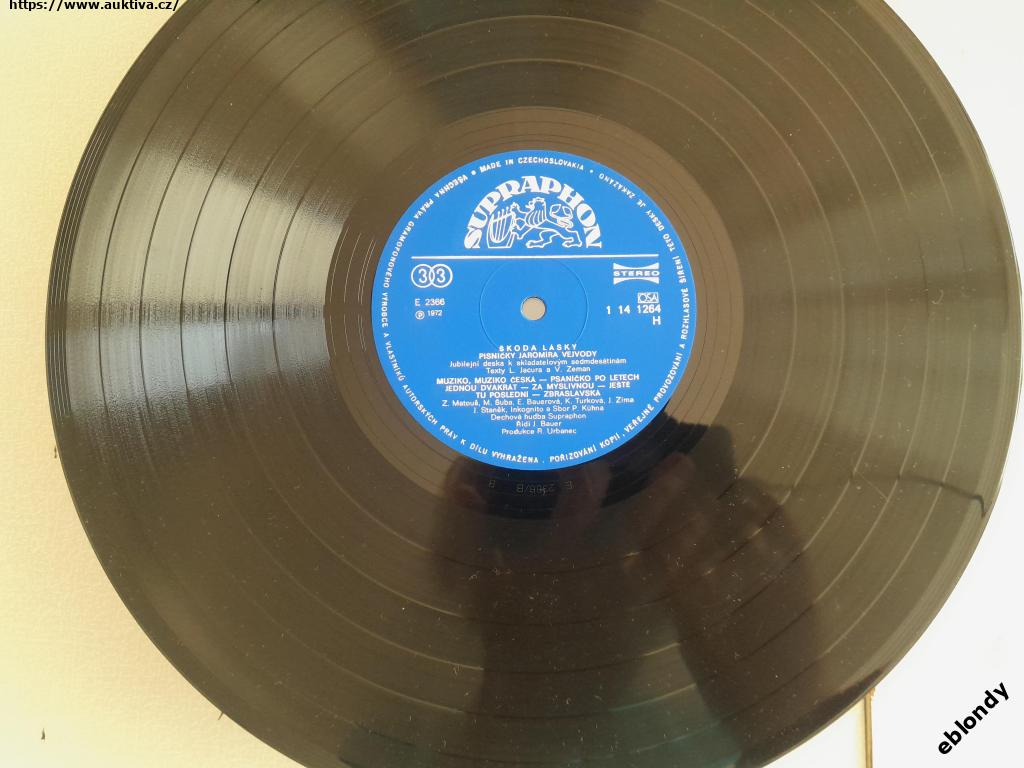 https://www.auktiva.cz/
VŠECHNA PRÁVA GRAMOFONOVÉHO VÝROBCE A VLASTNÍKŮ AUTORSKÝCH PRÁV K DÍLU VYHRAŽENA. POŘIZOVÁNÍ KOPIÍ, VEŘEJNÉ PROVOZOVÁNÍ A ROZHLASOVÉ ŠÍŘENÍ TÉTO DESKY JE ZAKÁZÁNO
• MADE IN CZECHOSLOVAKIA •
SUPRAPHON
33
STEREO
E 2366
OSA
℗ 1972
1 14 1264
H
ŠKODA LÁSKY
PÍSNIČKY JAROMÍRA VEJVODY
Jubilejní deska k skladatelovým sedmdesátinám
Texty L. Jacura a V. Zeman
MUZIKO, MUZIKO ČESKÁ — PSANÍČKO PO LETECH
JEDNOU DVAKRÁT — ZA MYSLIVNOU — JEŠTĚ
TU POSLEDNÍ — ZBRASLAVSKÁ
Z. Matouš, M. Buba, E. Bauerová, K. Turková, J. Zíma
J. Staněk, Inkognito a Sbor P. Kühna
Dechová hudba Supraphon
Řídí J. Bauer
Produkce R. Urbanec
E 2366/B B
eblondy